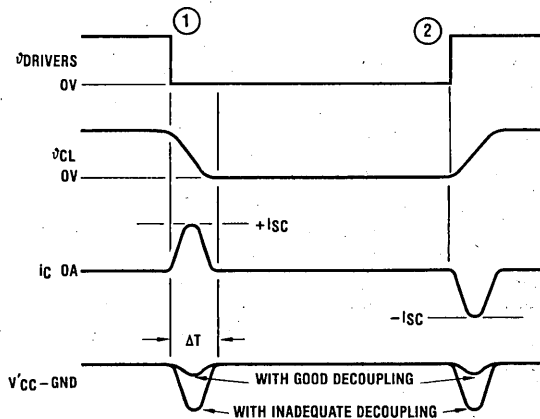 1
2
𝑣DRIVERS
0V
𝑣CL
0V
+ISC
iC 0A
-ISC
ΔT
V'CC-GND
WITH GOOD DECOUPLING
WITH INADEQUATE DECOUPLING